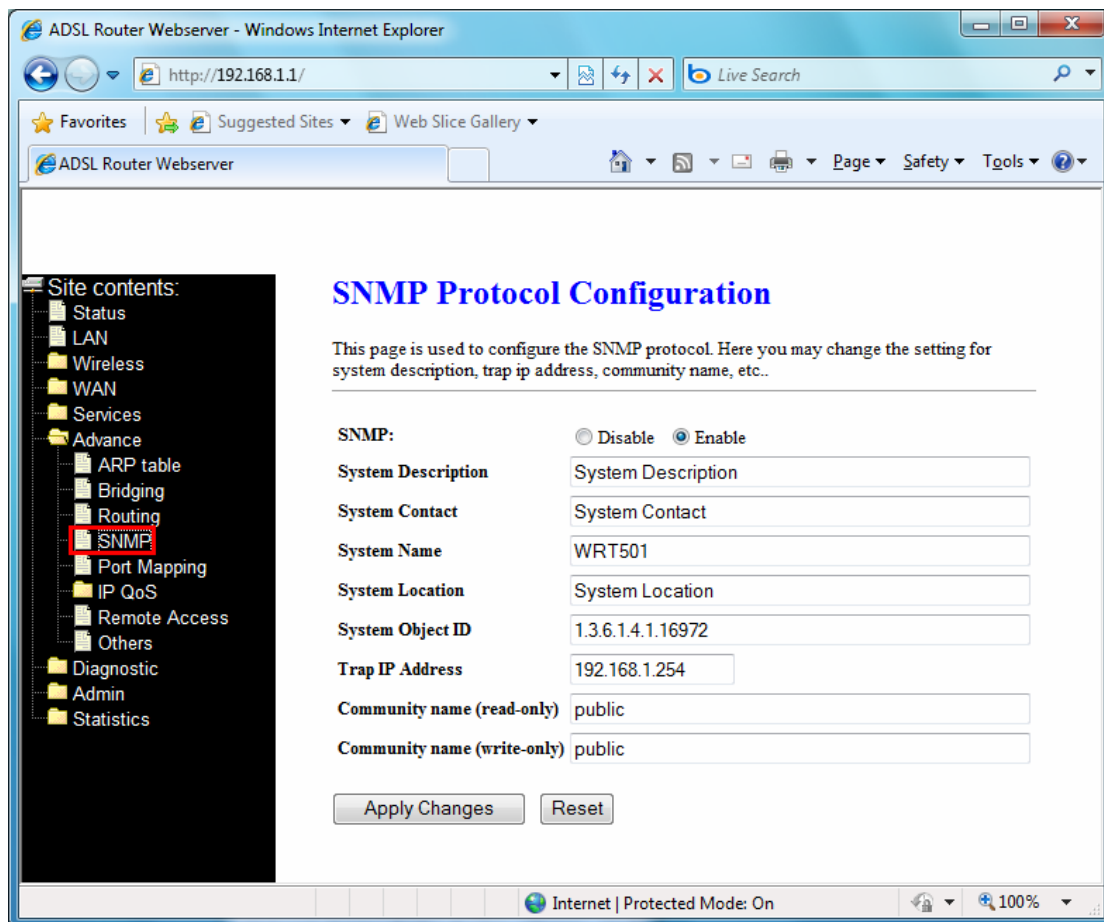 ADSL Router Webserver - Windows Internet Explorer
http://192.168.1.1/
Live Search
Favorites
Suggested Sites
Web Slice Gallery
ADSL Router Webserver
Page
Safety
Tools
Site contents:
Status
LAN
Wireless
WAN
Services
Advance
ARP table
Bridging
Routing
SNMP
Port Mapping
IP QoS
Remote Access
Others
Diagnostic
Admin
Statistics
SNMP Protocol Configuration
This page is used to configure the SNMP protocol. Here you may change the setting for
system description, trap ip address, community name, etc..
SNMP: Disable Enable
System Description System Description
System Contact System Contact
System Name WRT501
System Location System Location
System Object ID 1.3.6.1.4.1.16972
Trap IP Address 192.168.1.254
Community name (read-only) public
Community name (write-only) public
Apply Changes Reset
Internet | Protected Mode: On
100%